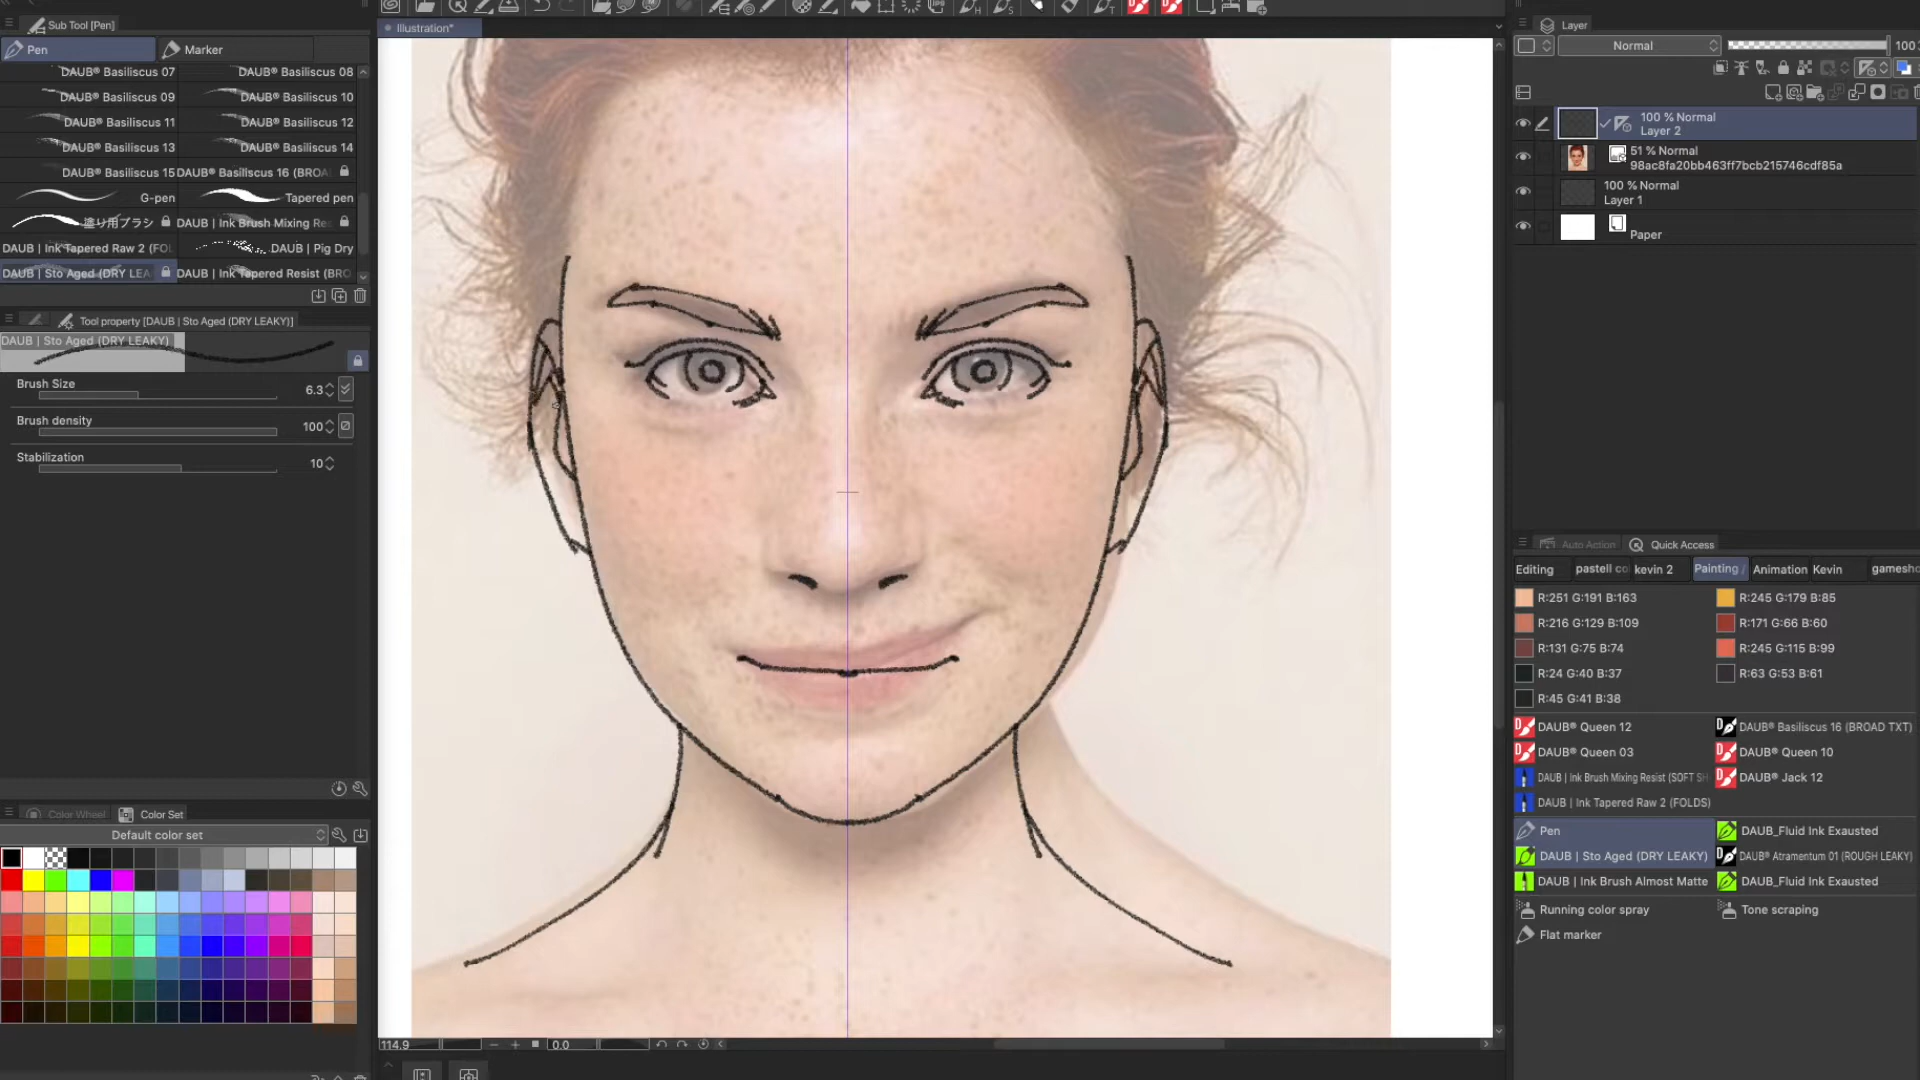 Sub Tool [Pen]
Pen
Marker
DAUB® Basiliscus 07
DAUB® Basiliscus 08
DAUB® Basiliscus 09
DAUB® Basiliscus 10
DAUB® Basiliscus 11
DAUB® Basiliscus 12
DAUB® Basiliscus 13
DAUB® Basiliscus 14
DAUB® Basiliscus 15
DAUB® Basiliscus 16 (BROA
G-pen
Tapered pen
塗り用ブラシ
DAUB | Ink Brush Mixing Re
DAUB | Ink Tapered Raw 2 (FOL
DAUB | Pig Dry
DAUB | Sto Aged (DRY LEA
DAUB | Ink Tapered Resist (BRO
Tool property [DAUB | Sto Aged (DRY LEAKY)]
DAUB | Sto Aged (DRY LEAKY)
Brush Size
6.3
Brush density
100
Stabilization
10
Color Wheel
Color Set
Default color set
Illustration*
114.9
0.0
Layer
Normal
100
100 % Normal
Layer 2
51 % Normal
98ac8fa20bb463ff7bcb215746cdf85a
100 % Normal
Layer 1
Paper
Auto Action
Quick Access
Editing
pastell co
kevin 2
Painting /
Animation
Kevin
gamesho
R:251 G:191 B:163
R:245 G:179 B:85
R:216 G:129 B:109
R:171 G:66 B:60
R:131 G:75 B:74
R:245 G:115 B:99
R:24 G:40 B:37
R:63 G:53 B:61
R:45 G:41 B:38
DAUB® Queen 12
DAUB® Basiliscus 16 (BROAD TXT)
DAUB® Queen 03
DAUB® Queen 10
DAUB | Ink Brush Mixing Resist (SOFT SH
DAUB® Jack 12
DAUB | Ink Tapered Raw 2 (FOLDS)
Pen
DAUB_Fluid Ink Exausted
DAUB | Sto Aged (DRY LEAKY)
DAUB® Atramentum 01 (ROUGH LEAKY)
DAUB | Ink Brush Almost Matte
DAUB_Fluid Ink Exausted
Running color spray
Tone scraping
Flat marker